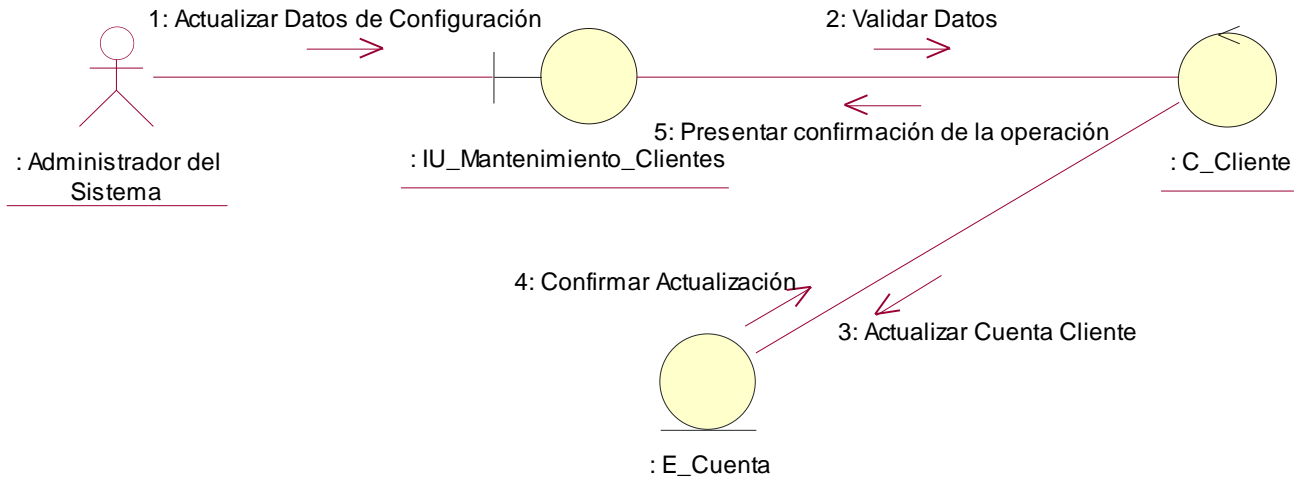 1: Actualizar Datos de Configuración
2: Validar Datos
5: Presentar confirmación de la operación
: Administrador del
Sistema
: IU_Mantenimiento_Clientes
: C_Cliente
4: Confirmar Actualización
3: Actualizar Cuenta Cliente
: E_Cuenta